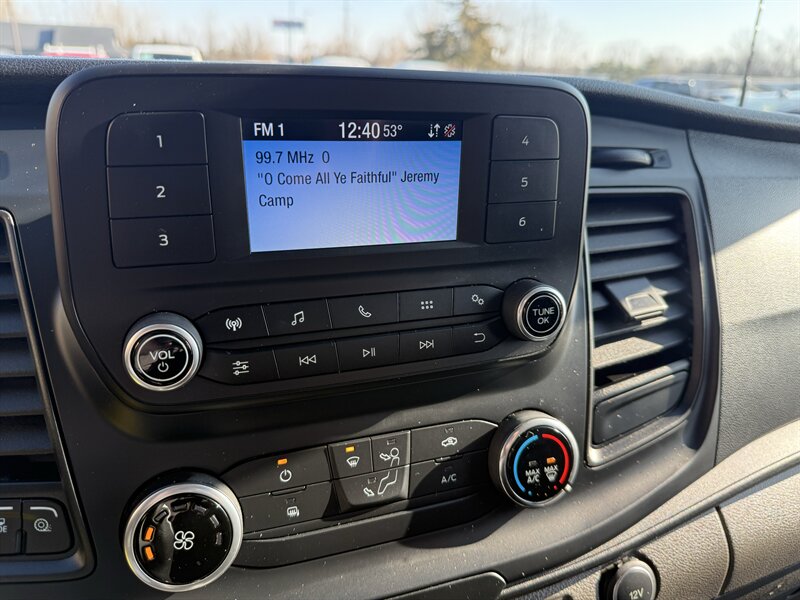 FM 1 12:40 53°
99.7 MHz 0
"O Come All Ye Faithful" Jeremy
Camp
1
2
3
4
5
6
VOL
TUNE
OK
A/C
MAX
A/C
MAX
DE
12V